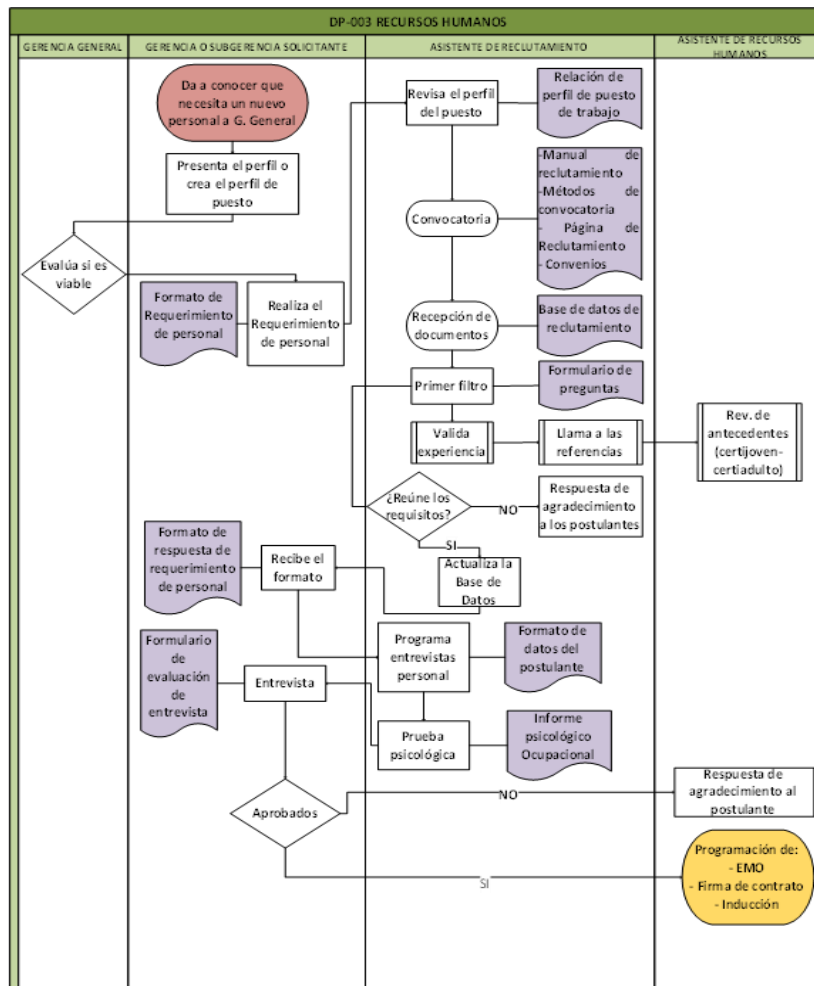 DP-003 RECURSOS HUMANOS
GERENCIA GENERAL
GERENCIA O SUBGERENCIA SOLICITANTE
ASISTENTE DE RECLUTAMIENTO
ASISTENTE DE RECURSOS
HUMANOS
Da a conocer que
necesita un nuevo
personal a G. General
Revisa el perfil
del puesto
Relación de
perfil de puesto
de trabajo
Presenta el perfil o
crea el perfil de
puesto
-Manual de
reclutamiento
-Métodos de
convocatoria
- Página de
Reclutamiento
- Convenios
Convocatoria
Evalúa si es
viable
Formato de
Requerimiento
de personal
Realiza el
Requerimiento
de personal
Recepción de
documentos
Base de datos de
reclutamiento
Primer filtro
Formulario de
preguntas
Valida
experiencia
Llama a las
referencias
Rev. de
antecedentes
(certijoven-
certiadulto)
¿Reúne los
requisitos?
NO
Respuesta de
agradecimiento
a los postulantes
SI
Formato de
respuesta de
requerimiento
de personal
Recibe el
formato
Actualiza la
Base de
Datos
Formulario
de
evaluación
de
entrevista
Entrevista
Programa
entrevistas
personal
Formato de
datos del
postulante
Prueba
psicológica
Informe
psicológico
Ocupacional
Aprobados
NO
Respuesta de
agradecimiento al
postulante
SI
Programación de:
- EMO
- Firma de contrato
- Inducción